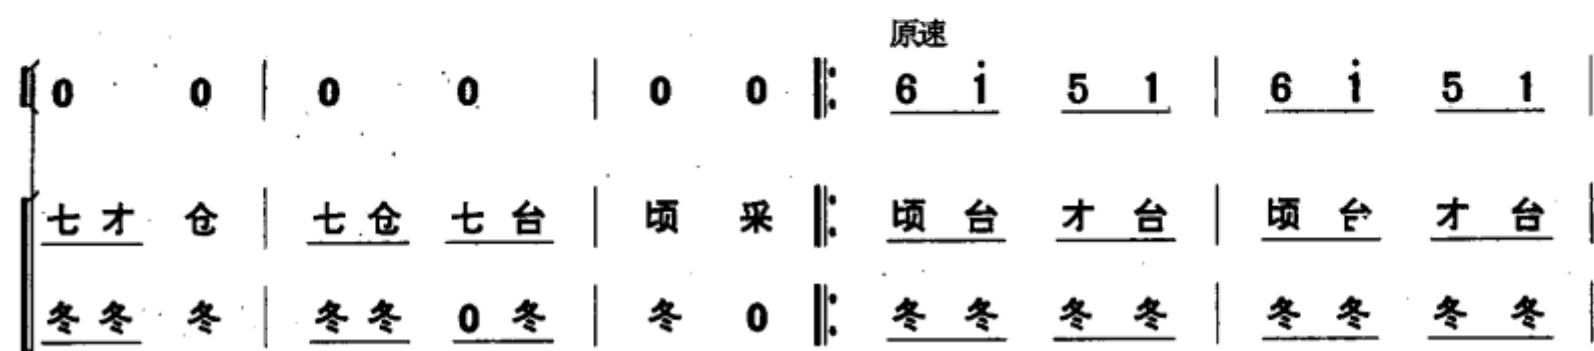 原速
0 0 | 0 0 | 0 0 ‖: 6 i̇ 5 1 | 6 i̇ 5 1 |
七 才 仓 | 七 仓 七 台 | 顷 采 ‖: 顷 台 才 台 | 顷 台 才 台 |
冬 冬 冬 | 冬 冬 0 冬 | 冬 0 ‖: 冬 冬 冬 冬 | 冬 冬 冬 冬 |